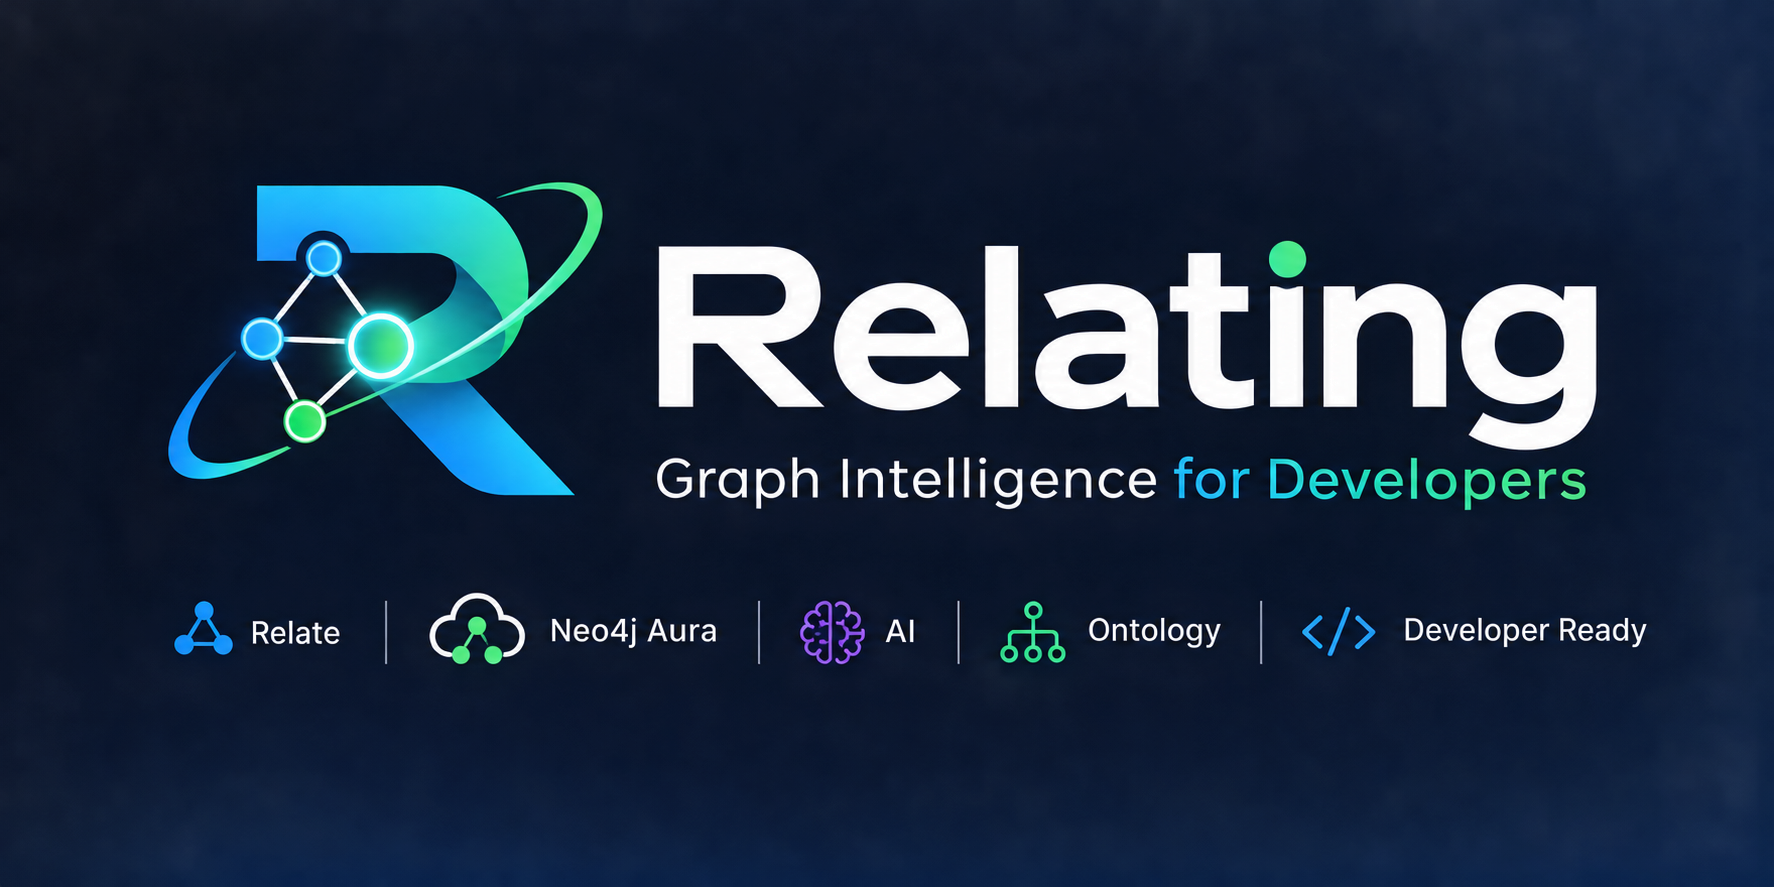 Relating
Graph Intelligence for Developers
Relate
Neo4j Aura
AI
Ontology
</> Developer Ready